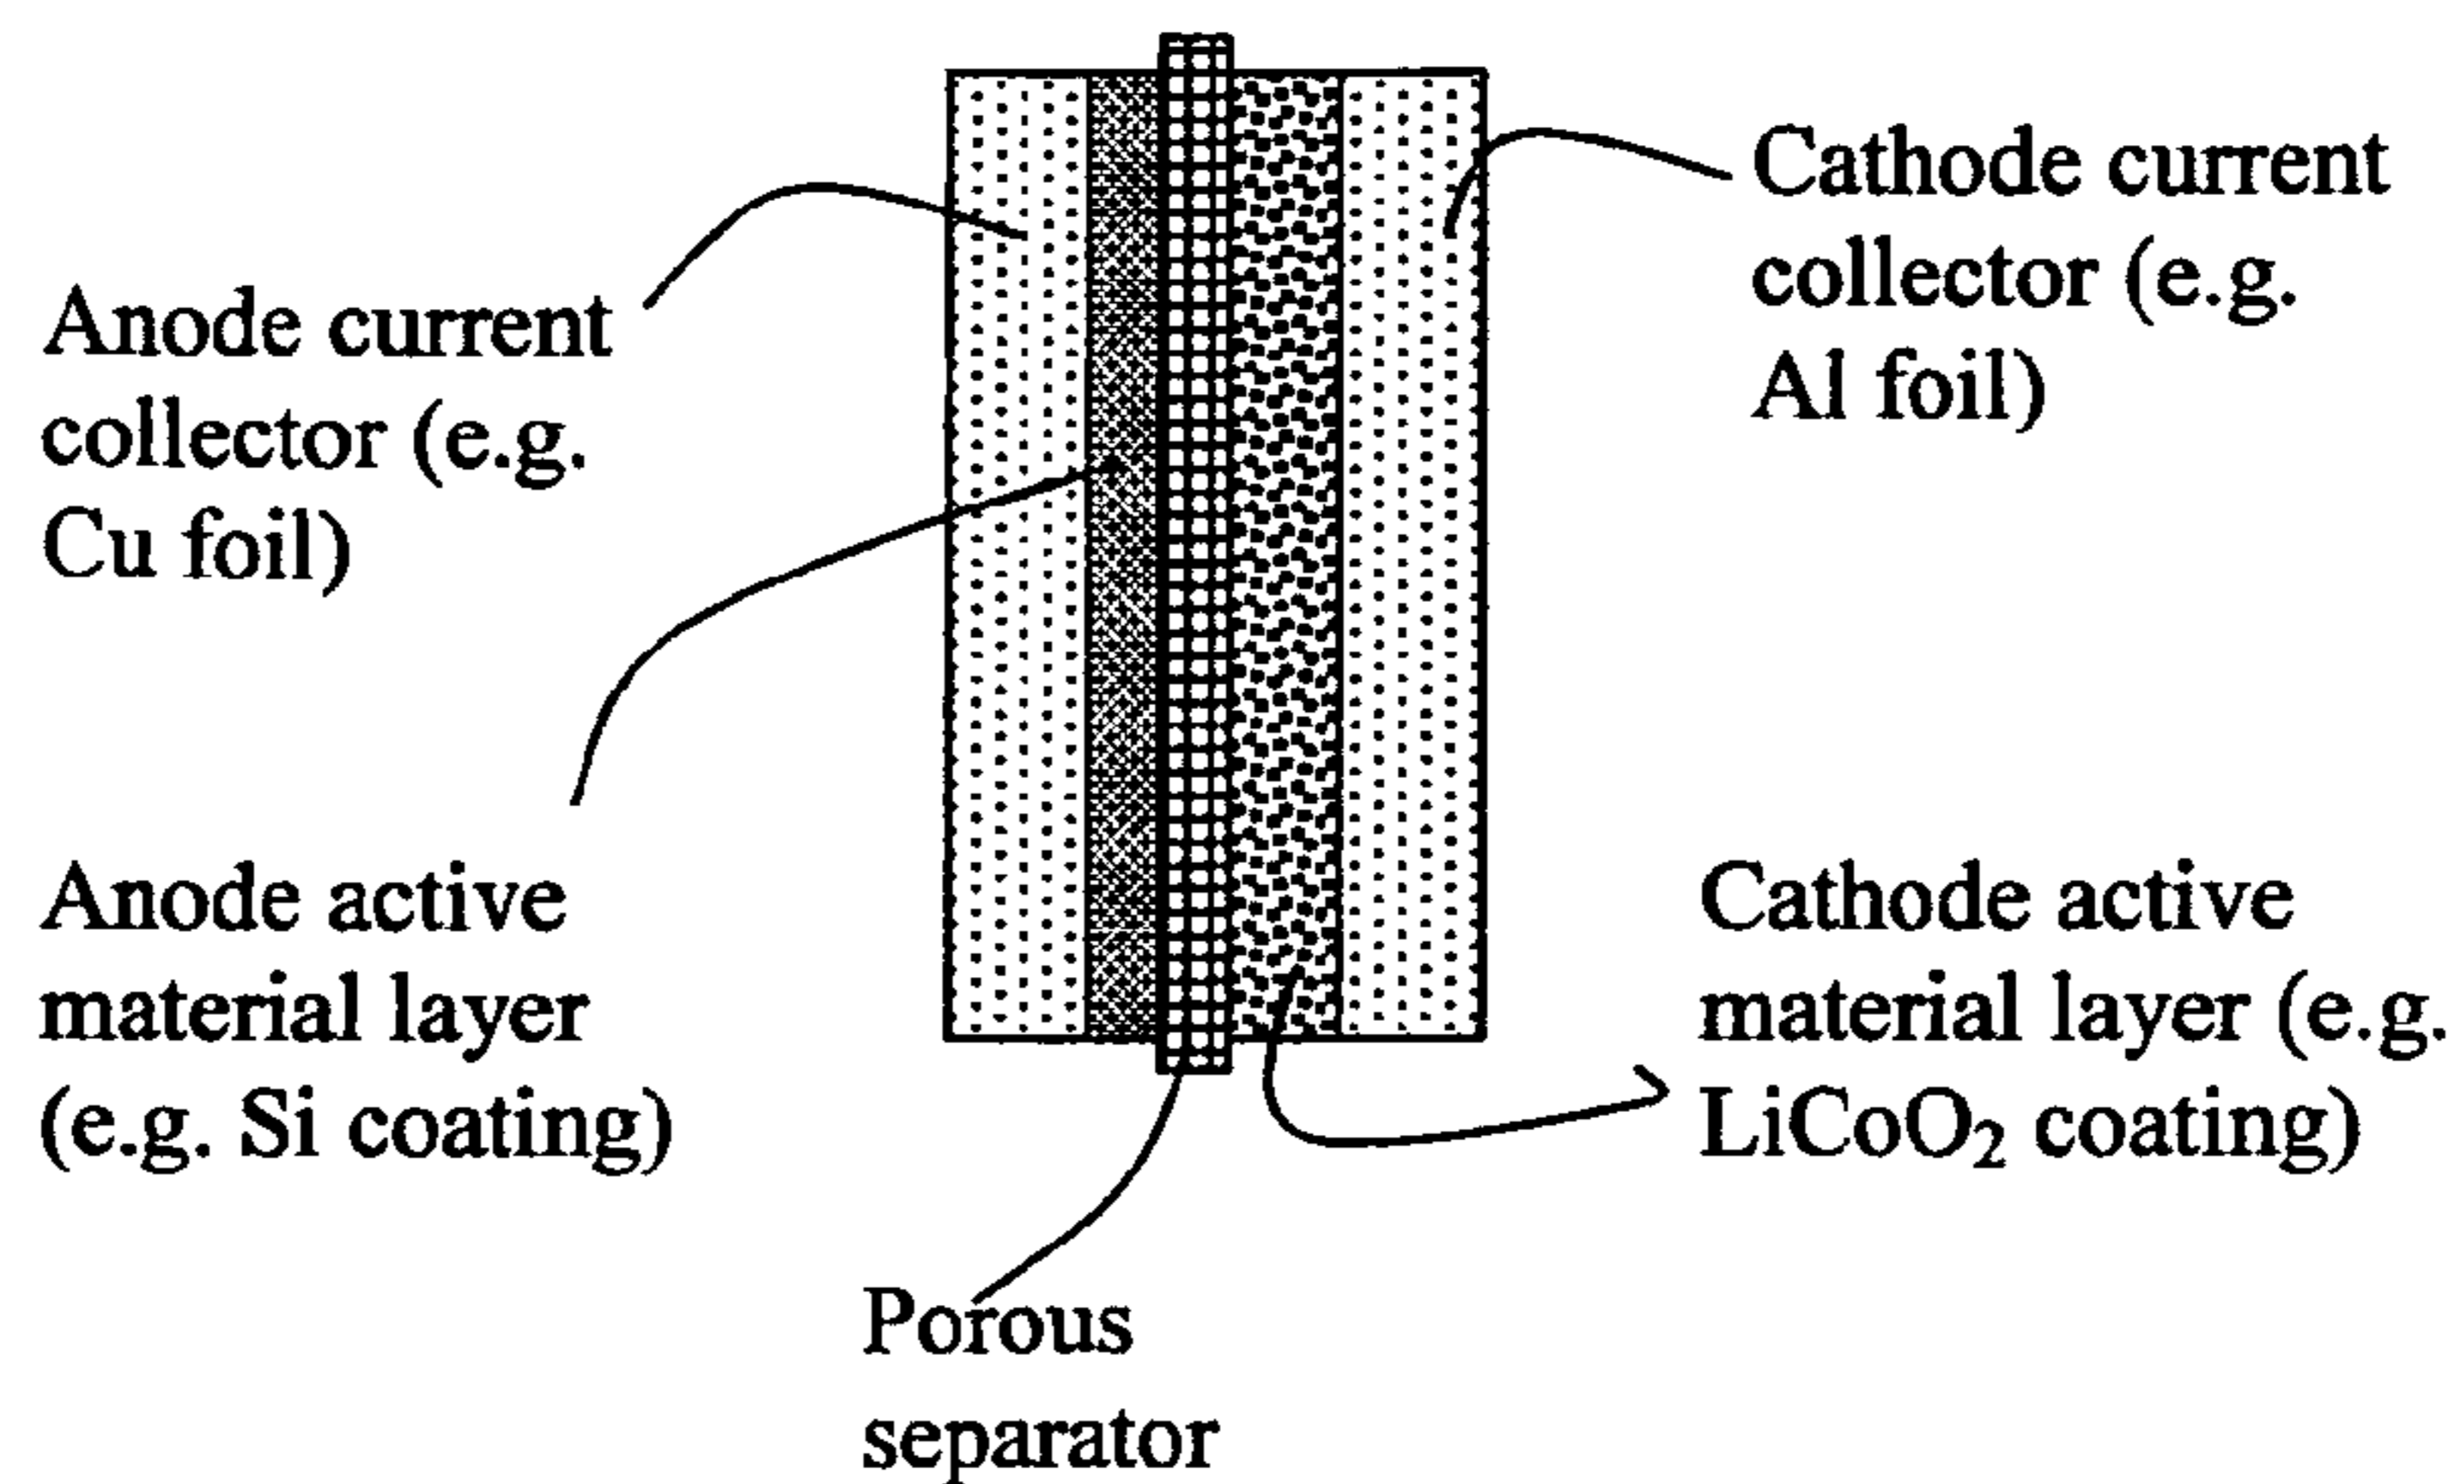 Anode current
collector (e.g.
Cu foil)
Anode active
material layer
(e.g. Si coating)
Porous
separator
Cathode current
collector (e.g.
Al foil)
Cathode active
material layer (e.g.
LiCoO₂ coating)